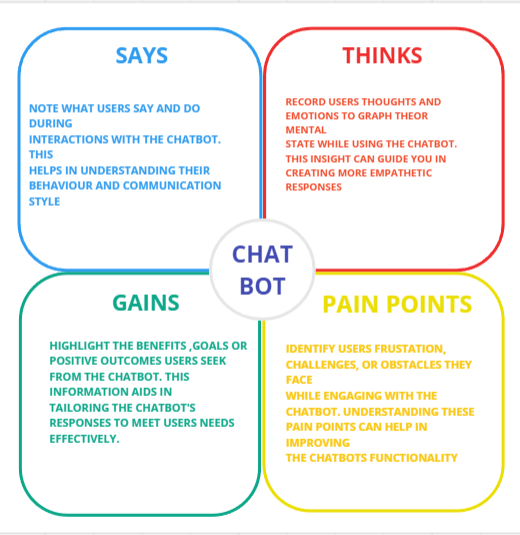 SAYS
NOTE WHAT USERS SAY AND DO
DURING
INTERACTIONS WITH THE CHATBOT.
THIS
HELPS IN UNDERSTANDING THEIR
BEHAVIOUR AND COMMUNICATION
STYLE
THINKS
RECORD USERS THOUGHTS AND
EMOTIONS TO GRAPH THEOR
MENTAL
STATE WHILE USING THE CHATBOT.
THIS INSIGHT CAN GUIDE YOU IN
CREATING MORE EMPATHETIC
RESPONSES
CHAT
BOT
GAINS
HIGHLIGHT THE BENEFITS ,GOALS OR
POSITIVE OUTCOMES USERS SEEK
FROM THE CHATBOT. THIS
INFORMATION AIDS IN
TAILORING THE CHATBOT'S
RESPONSES TO MEET USERS NEEDS
EFFECTIVELY.
PAIN POINTS
IDENTIFY USERS FRUSTATION,
CHALLENGES, OR OBSTACLES THEY
FACE
WHILE ENGAGING WITH THE
CHATBOT. UNDERSTANDING THESE
PAIN POINTS CAN HELP IN
IMPROVING
THE CHATBOTS FUNCTIONALITY